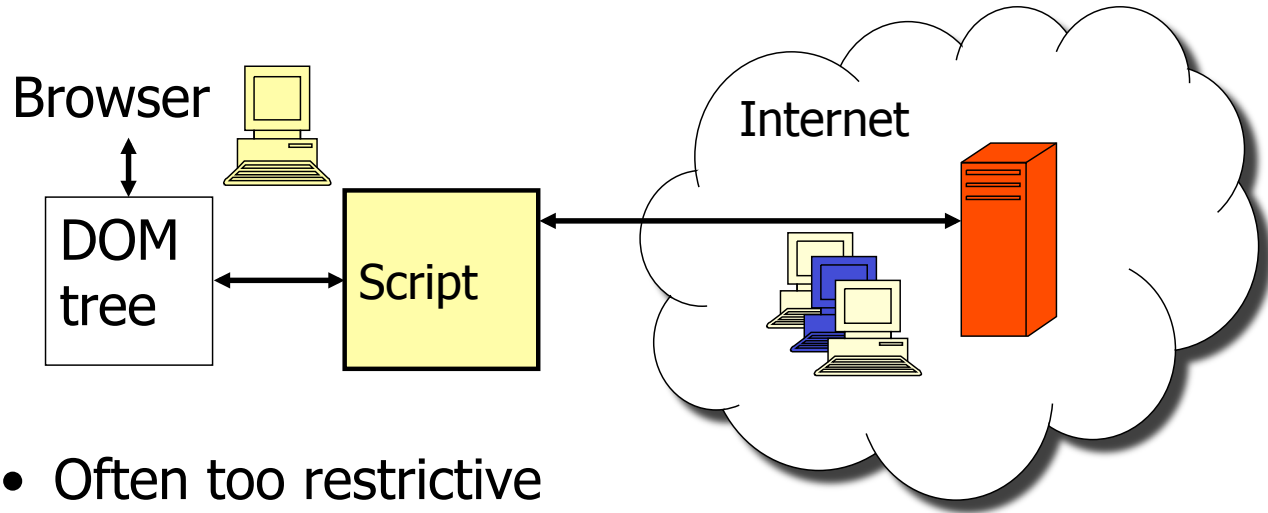 Browser
Internet
DOM
tree
Script
• Often too restrictive